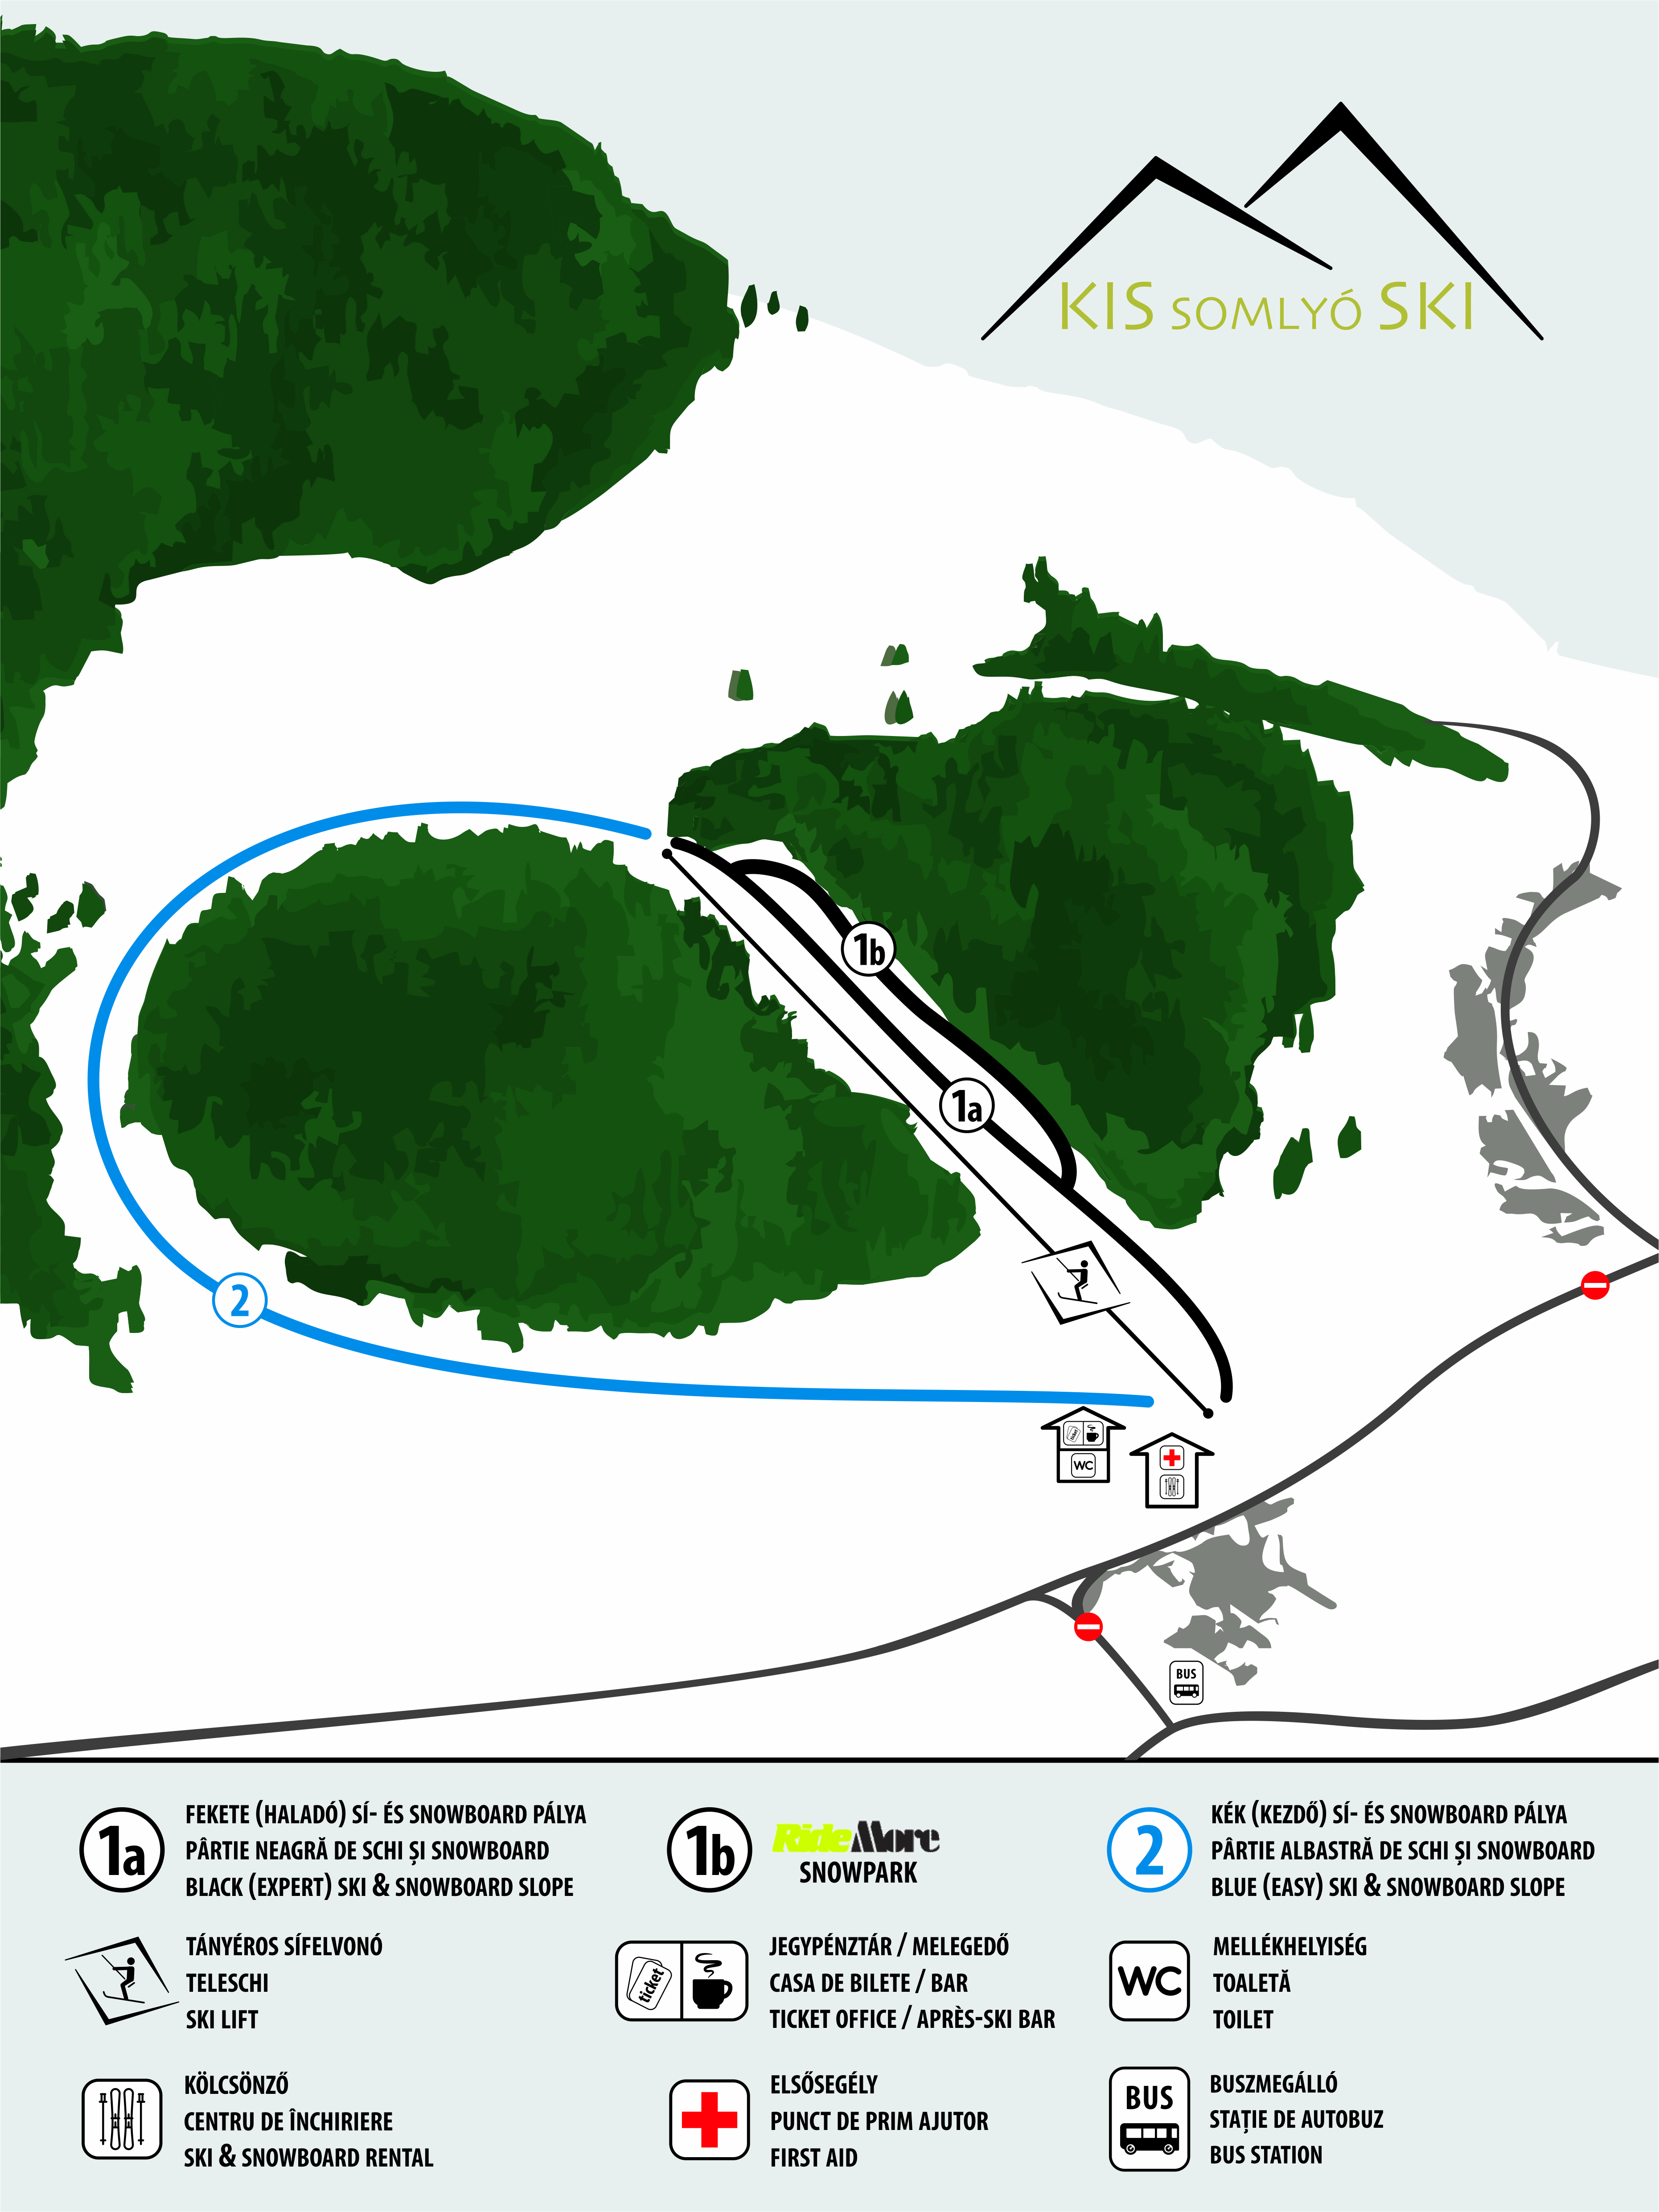 KIS SOMLYÓ SKI
1b
1a
2
ticket
WC
BUS
1a
FEKETE (HALADÓ) SÍ- ÉS SNOWBOARD PÁLYA
PÂRTIE NEAGRĂ DE SCHI ȘI SNOWBOARD
BLACK (EXPERT) SKI & SNOWBOARD SLOPE
1b
RideMore
SNOWPARK
2
KÉK (KEZDŐ) SÍ- ÉS SNOWBOARD PÁLYA
PÂRTIE ALBASTRĂ DE SCHI ȘI SNOWBOARD
BLUE (EASY) SKI & SNOWBOARD SLOPE
TÁNYÉROS SÍFELVONÓ
TELESCHI
SKI LIFT
ticket
JEGYPÉNZTÁR / MELEGEDŐ
CASA DE BILETE / BAR
TICKET OFFICE / APRÈS-SKI BAR
WC
MELLÉKHELYISÉG
TOALETĂ
TOILET
KÖLCSÖNZŐ
CENTRU DE ÎNCHIRIERE
SKI & SNOWBOARD RENTAL
ELSŐSEGÉLY
PUNCT DE PRIM AJUTOR
FIRST AID
BUS
BUSZMEGÁLLÓ
STAȚIE DE AUTOBUZ
BUS STATION